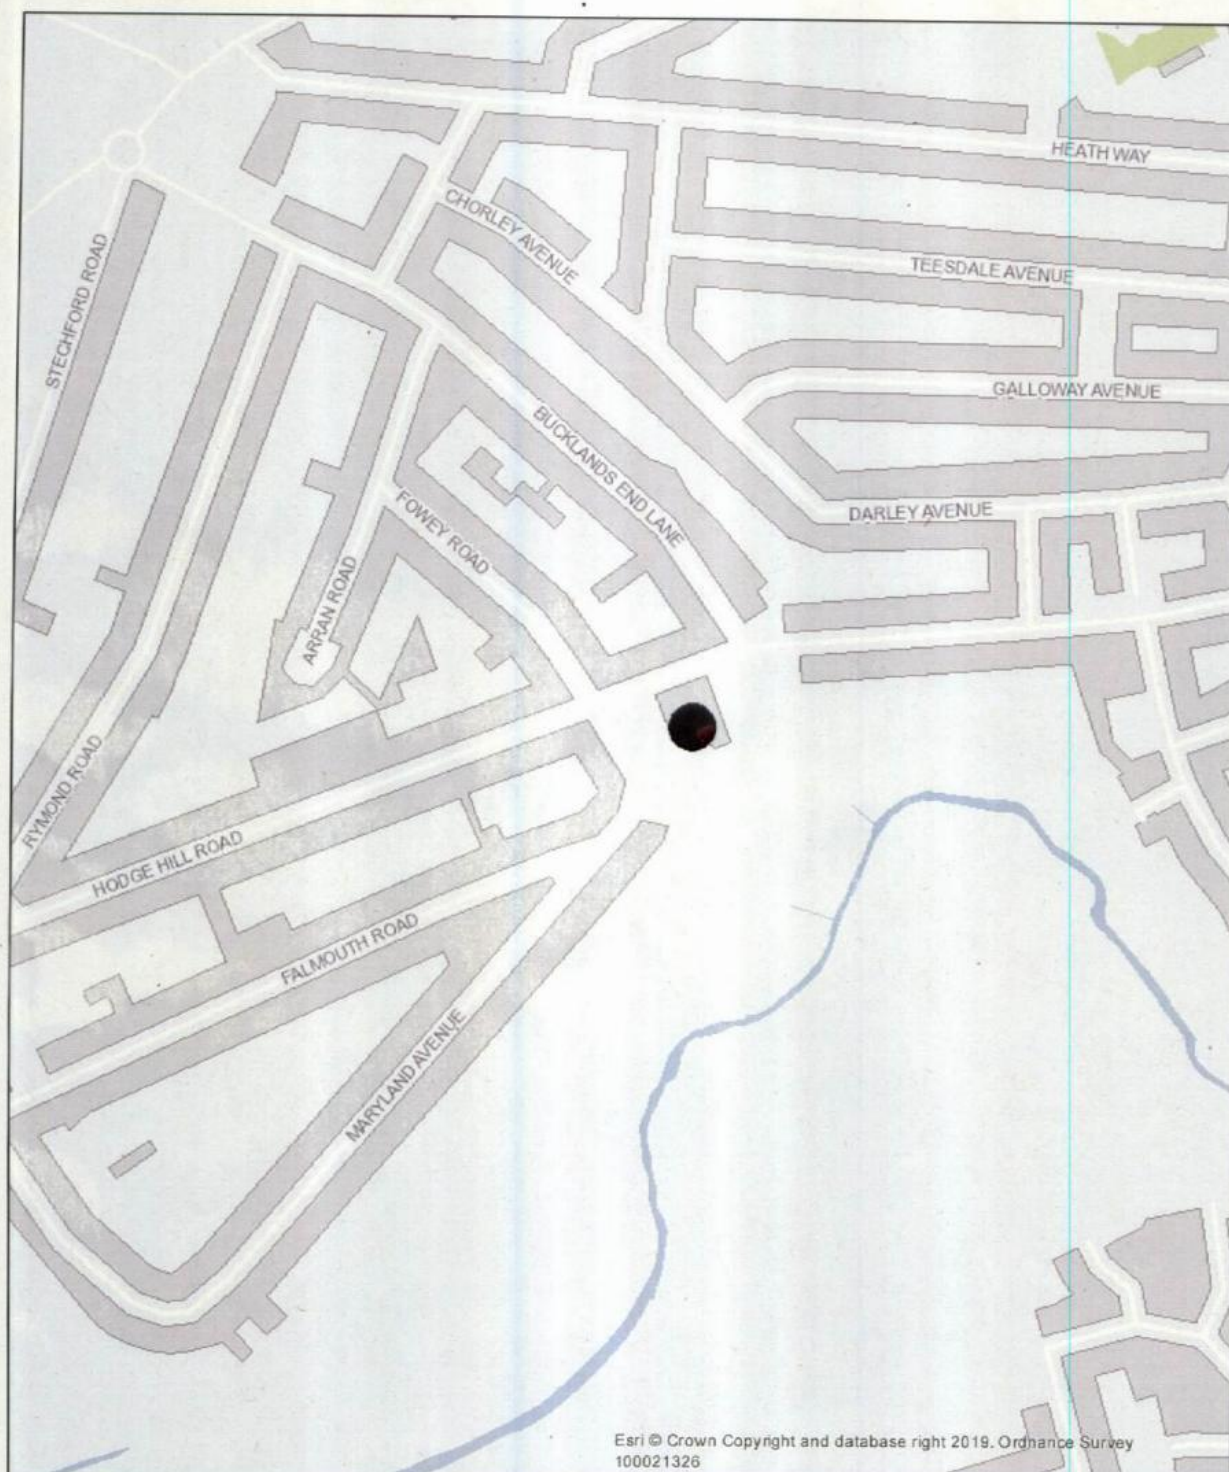 HEATH WAY
CHORLEY AVENUE
TEESDALE AVENUE
STECHFORD ROAD
GALLOWAY AVENUE
BUCKLANDS END LANE
FOWEY ROAD
DARLEY AVENUE
ARRAN ROAD
RYMOND ROAD
HODGE HILL ROAD
FALMOUTH ROAD
MARYLAND AVENUE
Esri © Crown Copyright and database right 2019. Ordnance Survey
100021326